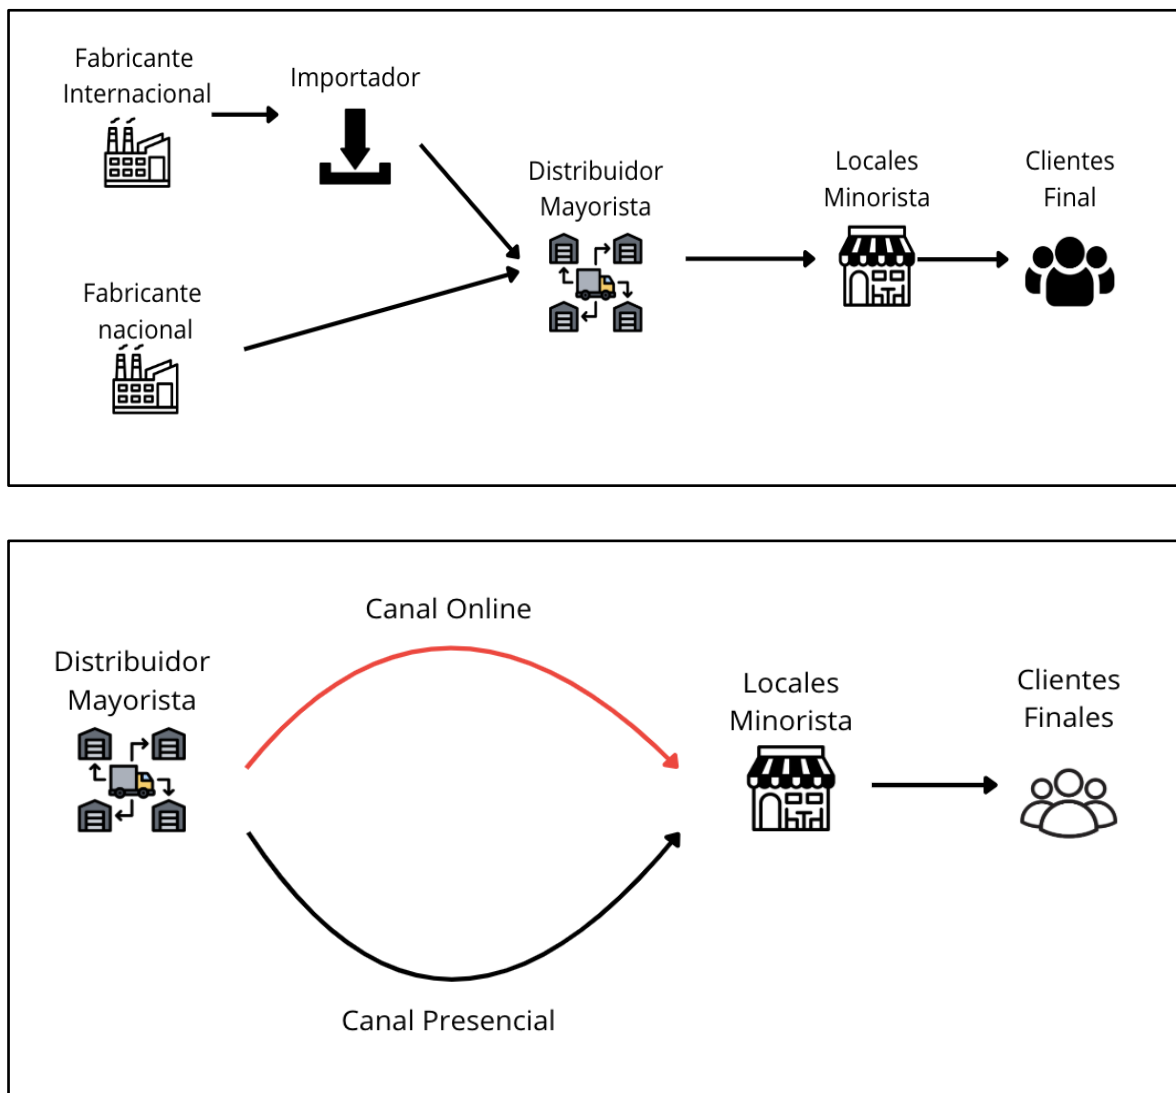 Fabricante
Internacional
Importador
Distribuidor
Mayorista
Locales
Minorista
Clientes
Final
Fabricante
nacional
Canal Online
Distribuidor
Mayorista
Locales
Minorista
Clientes
Finales
Canal Presencial